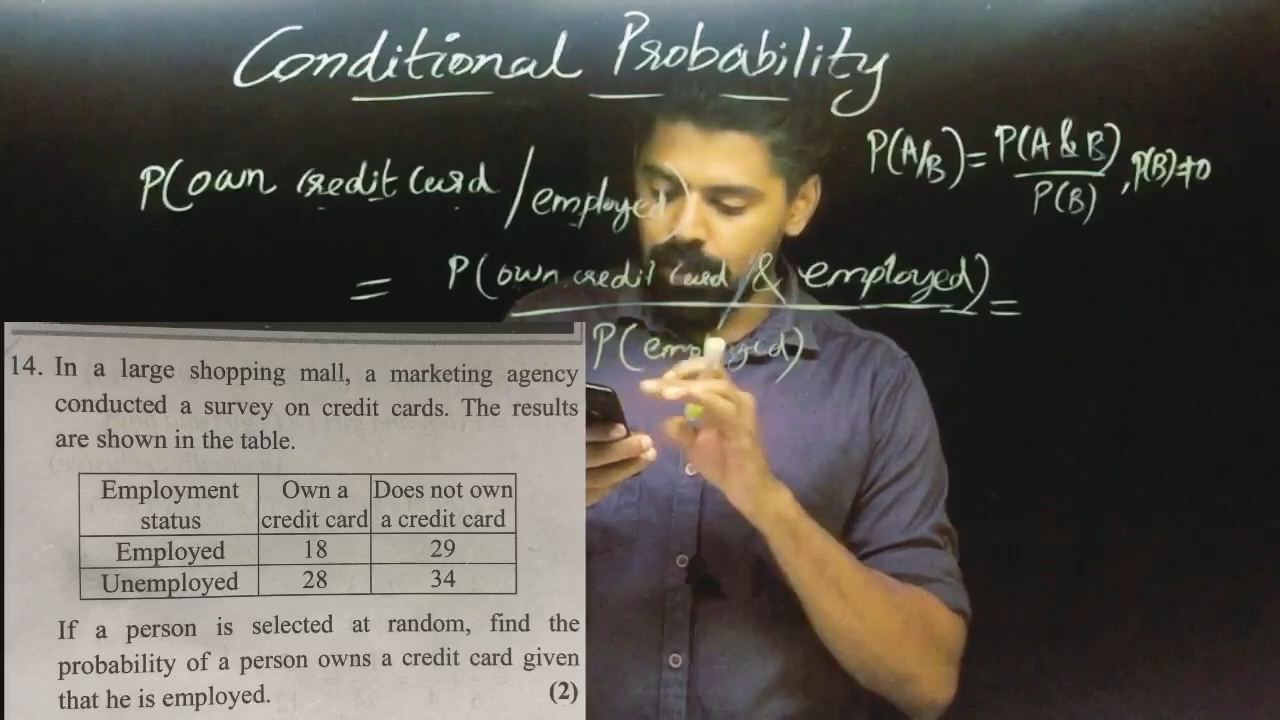 Conditional Probability
P(own credit card / employed)
P(A/B) = P(A & B) / P(B) , P(B)≠0
= P(own credit card & employed) =
P(employed)
14. In a large shopping mall, a marketing agency
conducted a survey on credit cards. The results
are shown in the table.
Employment status | Own a credit card | Does not own a credit card
Employed | 18 | 29
Unemployed | 28 | 34
If a person is selected at random, find the
probability of a person owns a credit card given
that he is employed. (2)